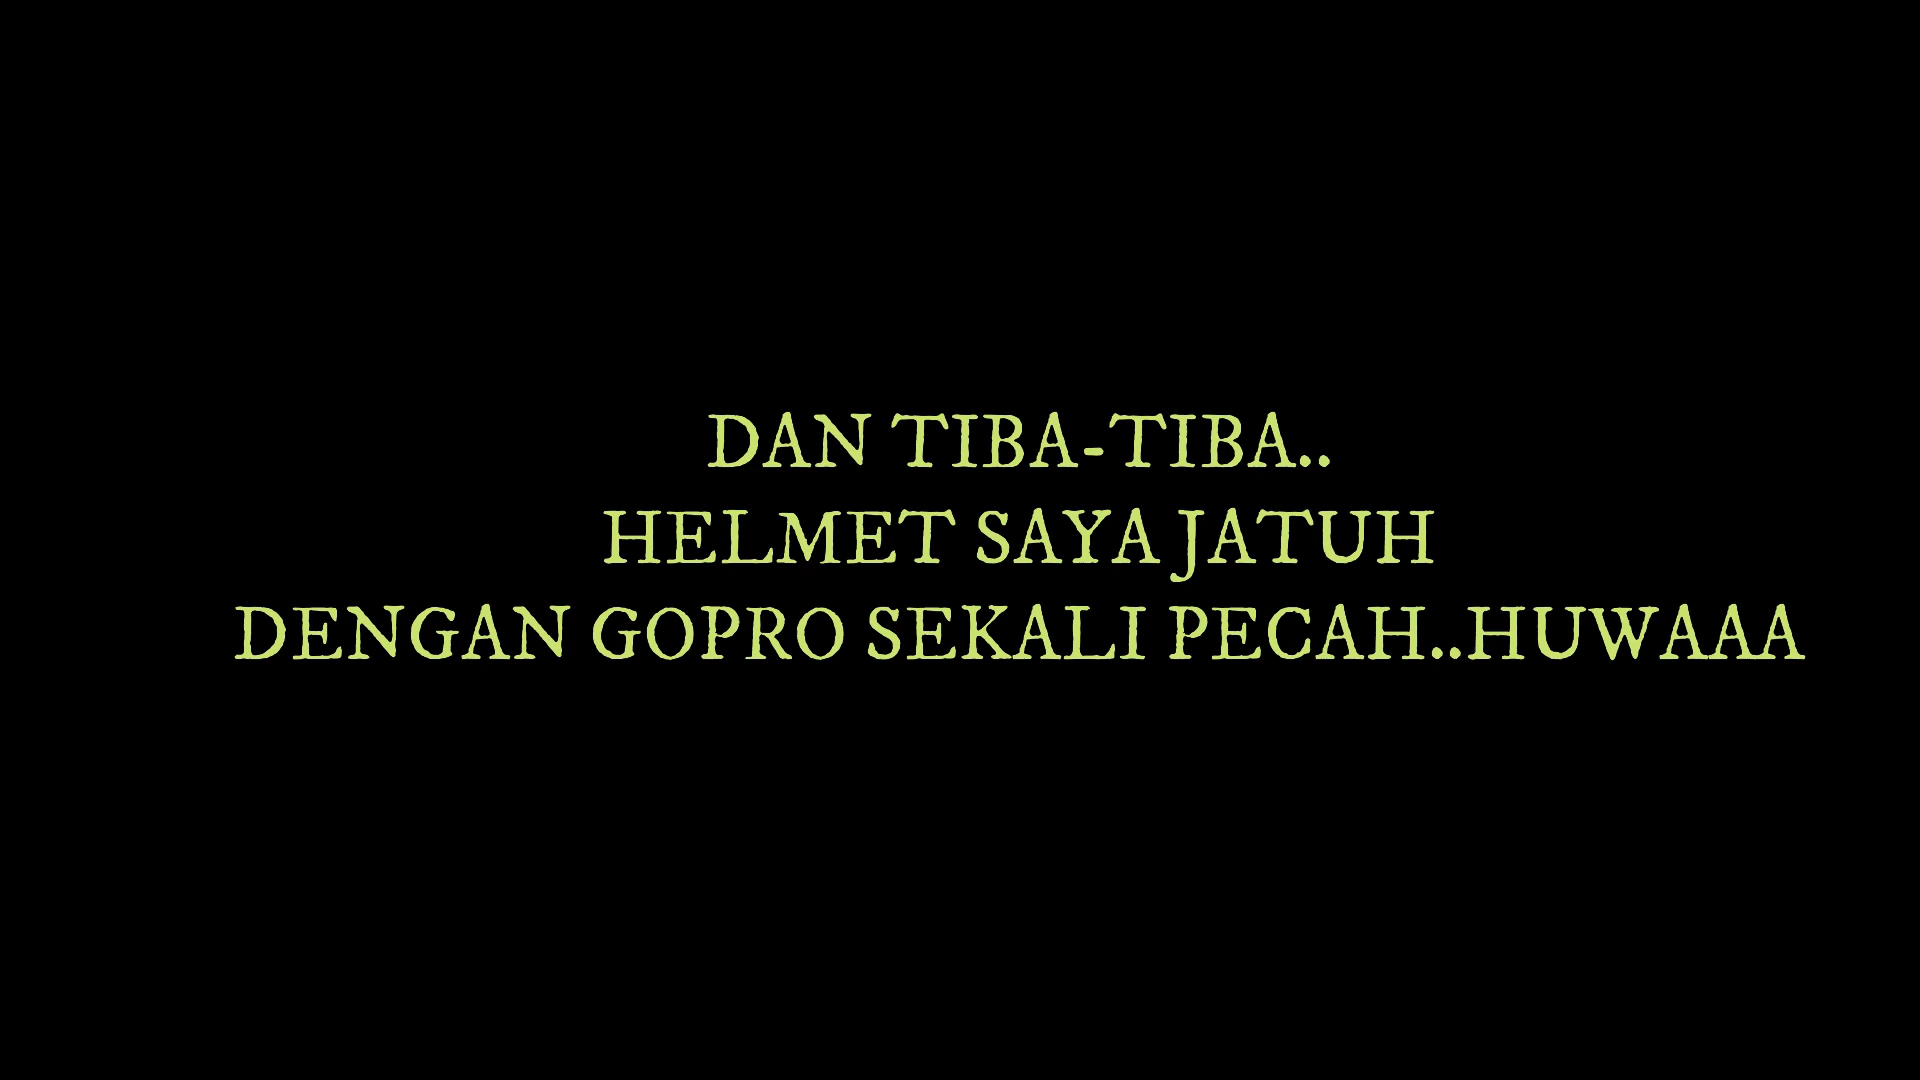 DAN TIBA-TIBA..
HELMET SAYA JATUH
DENGAN GOPRO SEKALI PECAH..HUWAAA